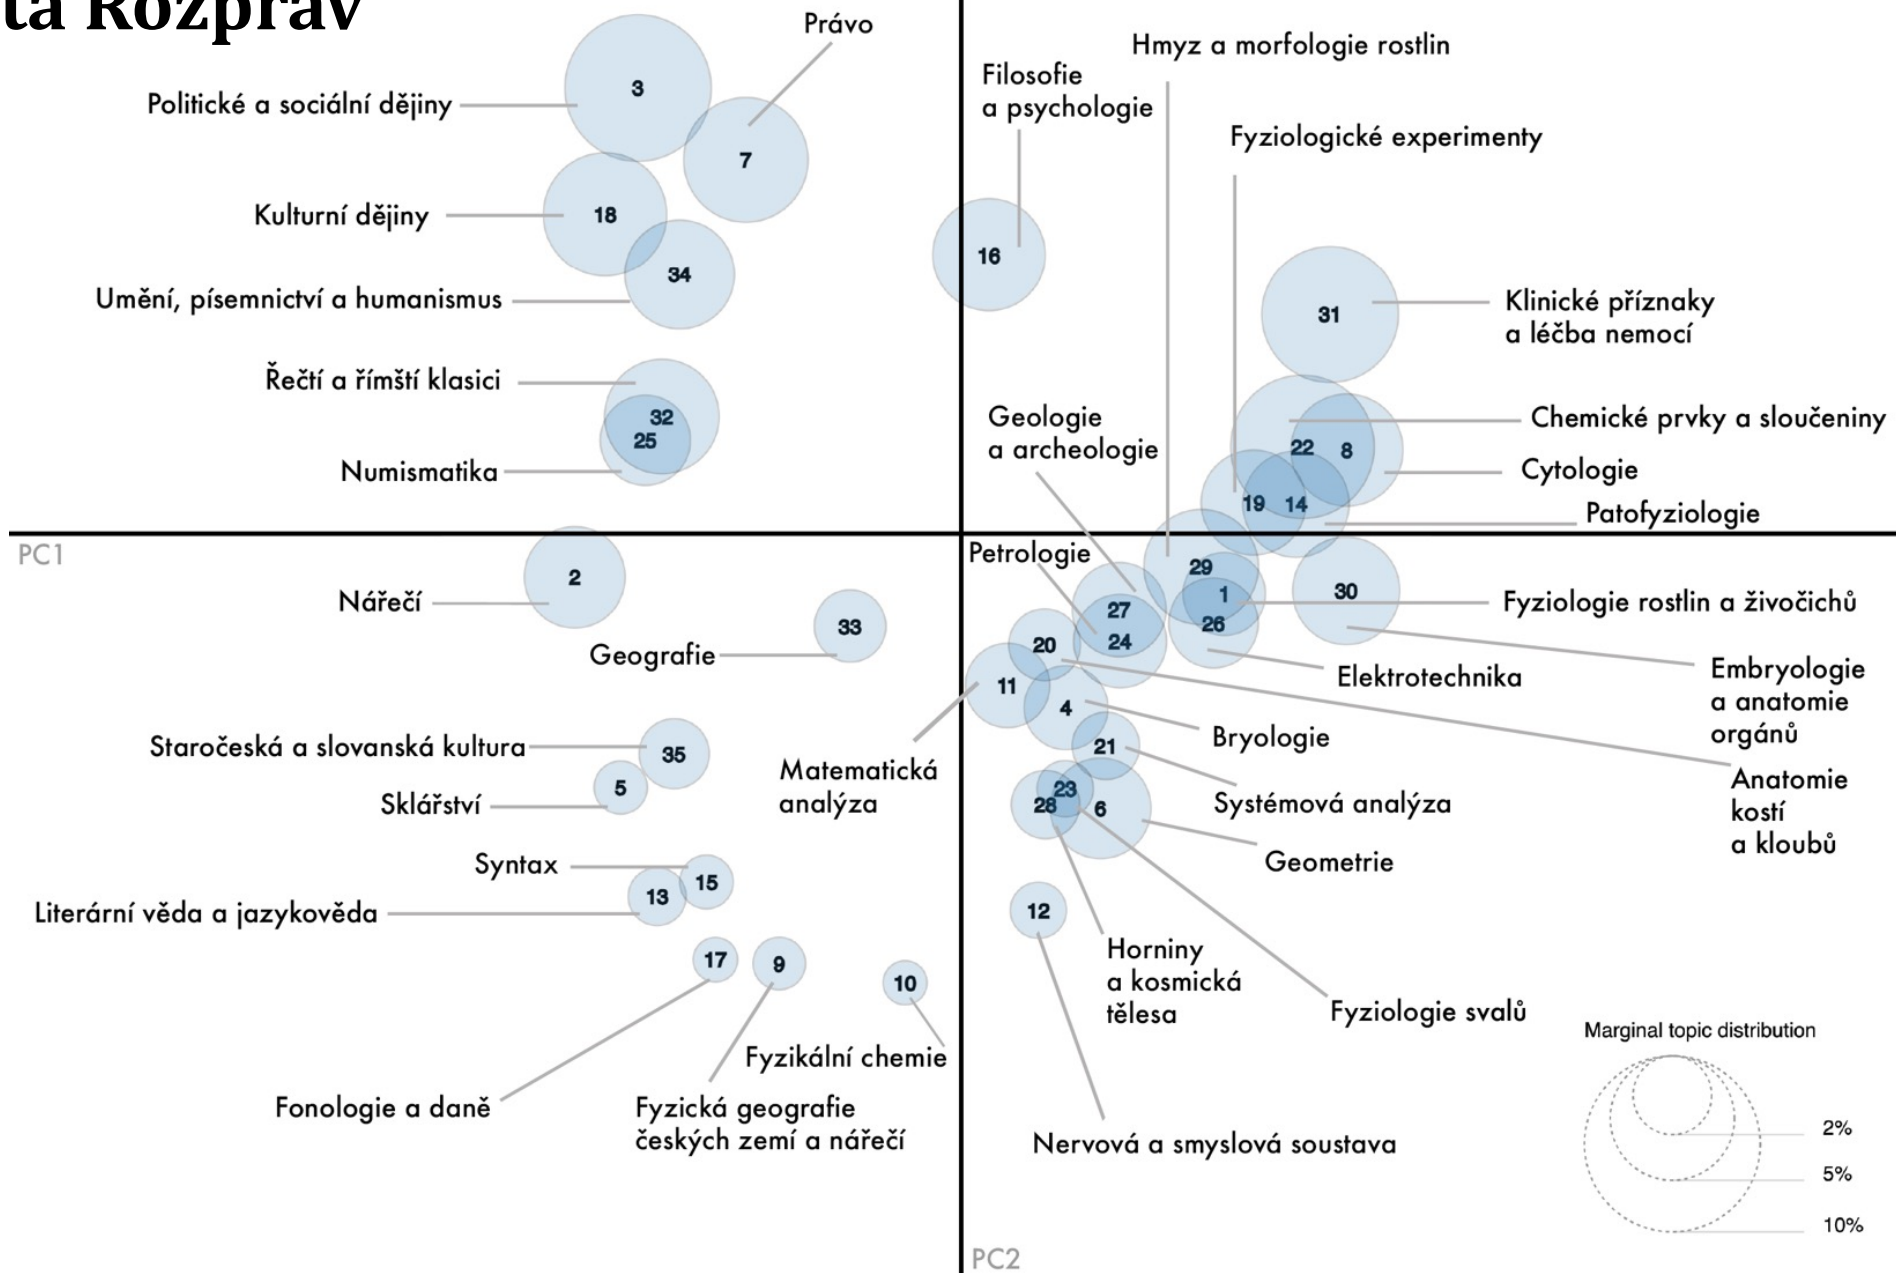 ta Rozprav
Právo
Hmyz a morfologie rostlin
Filosofie
a psychologie
3
Politické a sociální dějiny
Fyziologické experimenty
7
18
Kulturní dějiny
16
34
Umění, písemnictví a humanismus
31
Klinické příznaky
a léčba nemocí
Řečtí a římští klasici
32
25
Numismatika
Geologie
a archeologie
Chemické prvky a sloučeniny
22
8
Cytologie
19
14
Patofyziologie
PC1
Petrologie
2
Nářečí
33
Geografie
29
1
26
30
Fyziologie rostlin a živočichů
27
24
20
11
4
Elektrotechnika
Embryologie
a anatomie
orgánů
Bryologie
21
Staročeská a slovanská kultura
35
5
Sklářství
Matematická
analýza
23
28
6
Systémová analýza
Anatomie
kostí
a kloubů
Geometrie
Syntax
15
13
Literární věda a jazykověda
12
17
9
10
Horniny
a kosmická
tělesa
Fyziologie svalů
Fyzikální chemie
Fonologie a daně
Fyzická geografie
českých zemí a nářečí
Nervová a smyslová soustava
Marginal topic distribution
2%
5%
10%
PC2